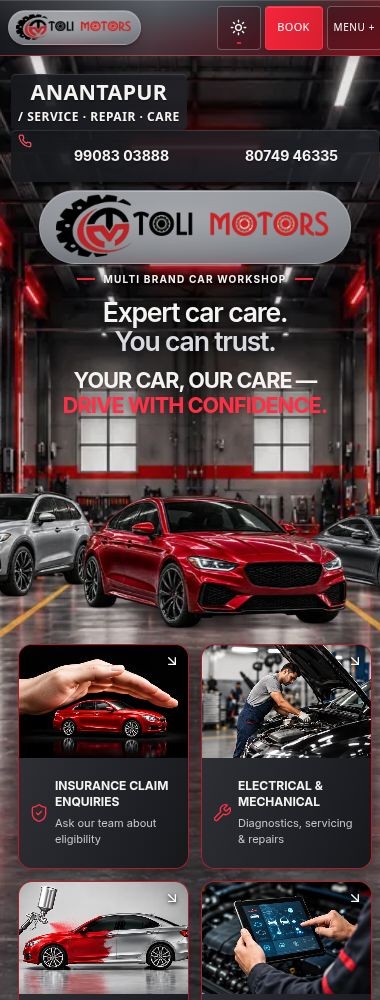 TOLI MOTORS
BOOK
MENU +
ANANTAPUR
/ SERVICE · REPAIR · CARE
99083 03888
80749 46335
TOLI MOTORS
MULTI BRAND CAR WORKSHOP
Expert car care.
You can trust.
YOUR CAR, OUR CARE —
DRIVE WITH CONFIDENCE.
INSURANCE CLAIM
ENQUIRIES
Ask our team about
eligibility
ELECTRICAL &
MECHANICAL
Diagnostics, servicing
& repairs